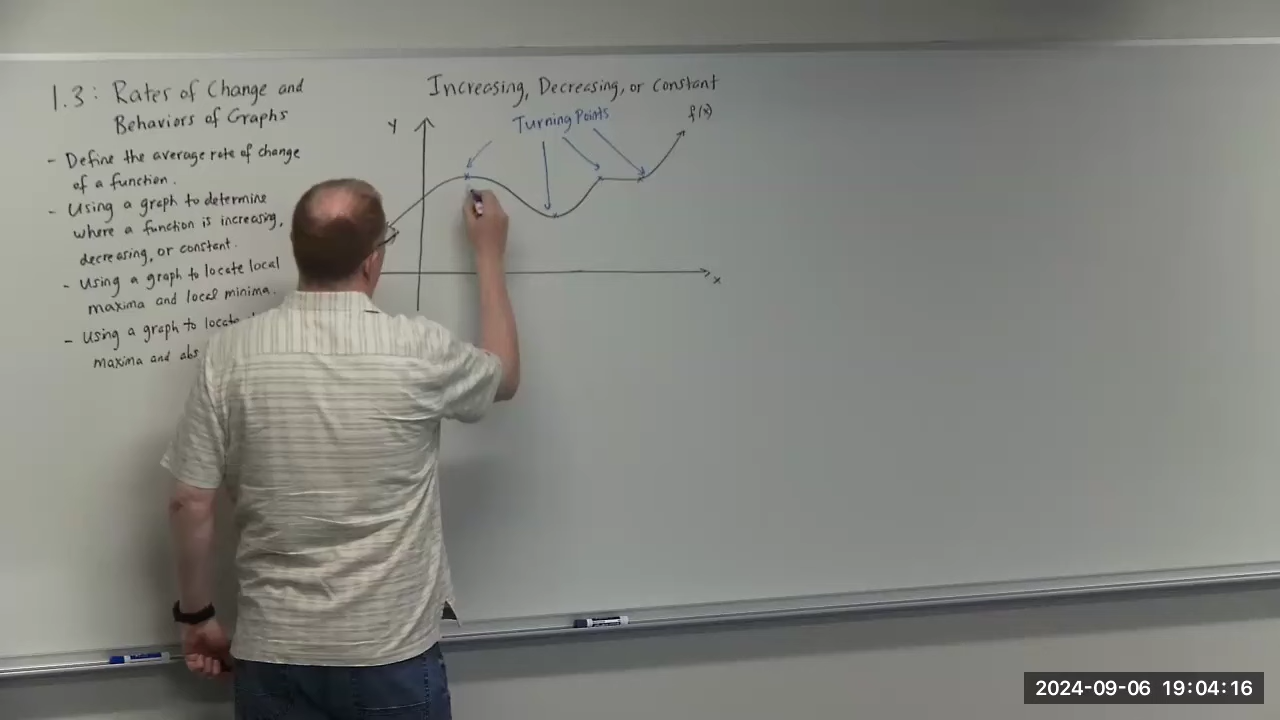 1.3: Rates of Change and
Behaviors of Graphs
- Define the average rate of change
of a function.
- Using a graph to determine
where a function is increasing,
decreasing, or constant.
- Using a graph to locate local
maxima and local minima.
- Using a graph to locate
maxima and abs
Increasing, Decreasing, or Constant
Turning Points
f(x)
y
x
2024-09-06 19:04:16